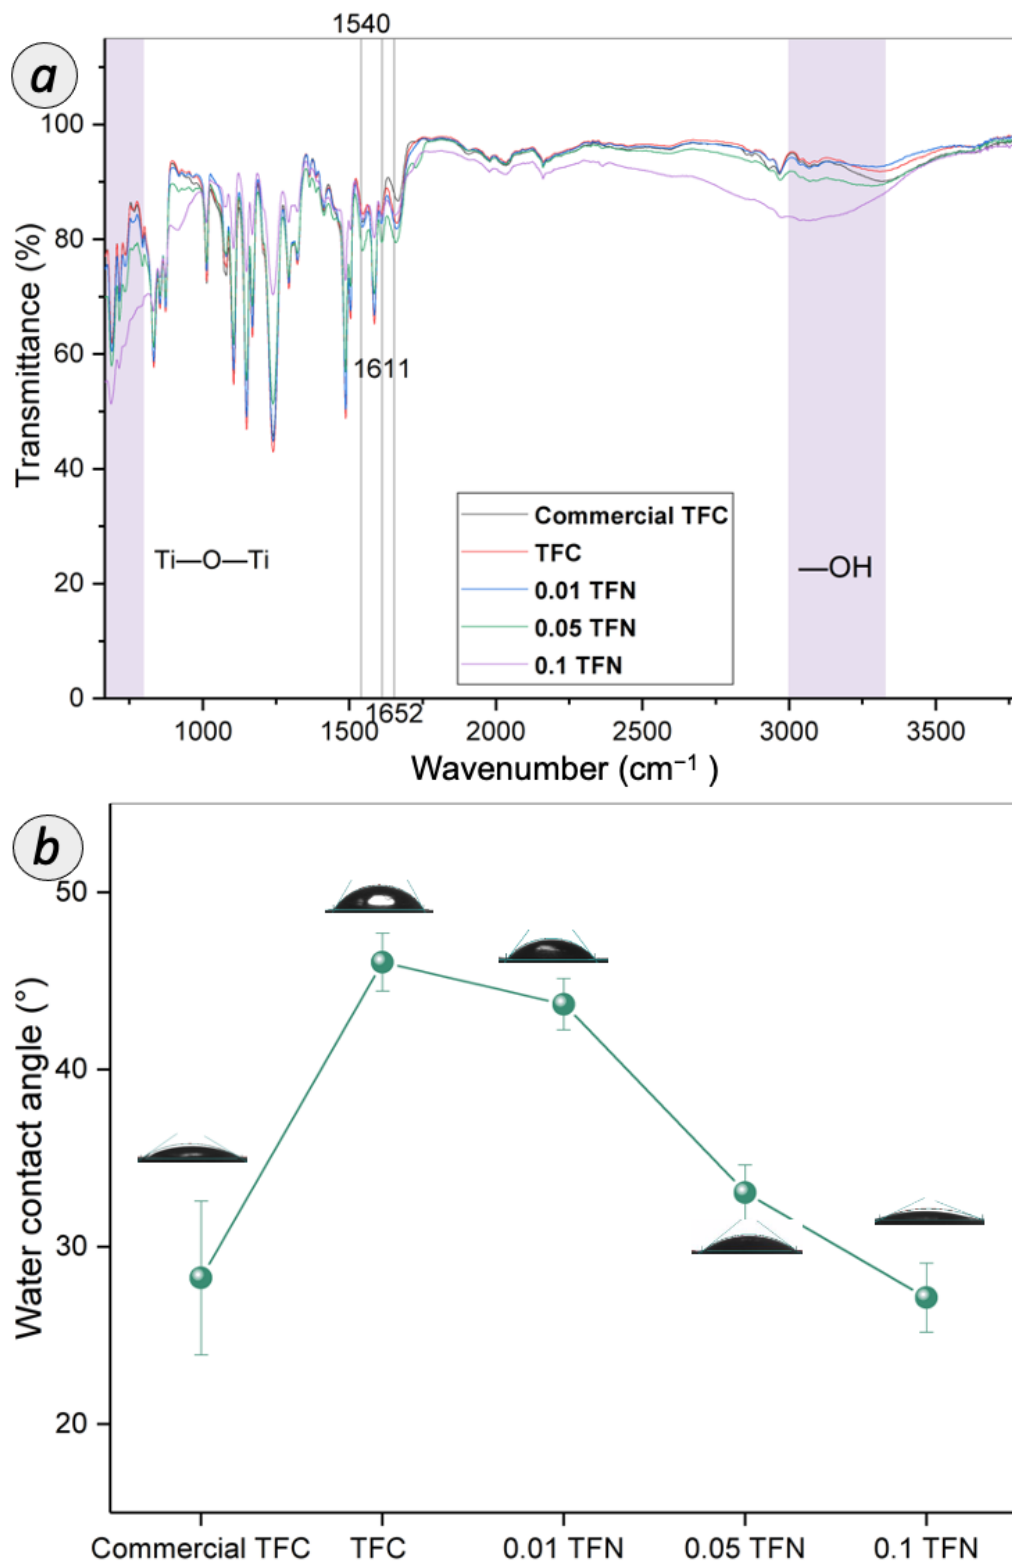 1540
a
100
80
60
40
20
0
Transmittance (%)
1611
Ti—O—Ti
Commercial TFC
TFC
0.01 TFN
0.05 TFN
0.1 TFN
—OH
1652
1000
1500
2000
2500
3000
3500
Wavenumber (cm⁻¹ )
b
50
40
30
20
Water contact angle (°)
Commercial TFC
TFC
0.01 TFN
0.05 TFN
0.1 TFN